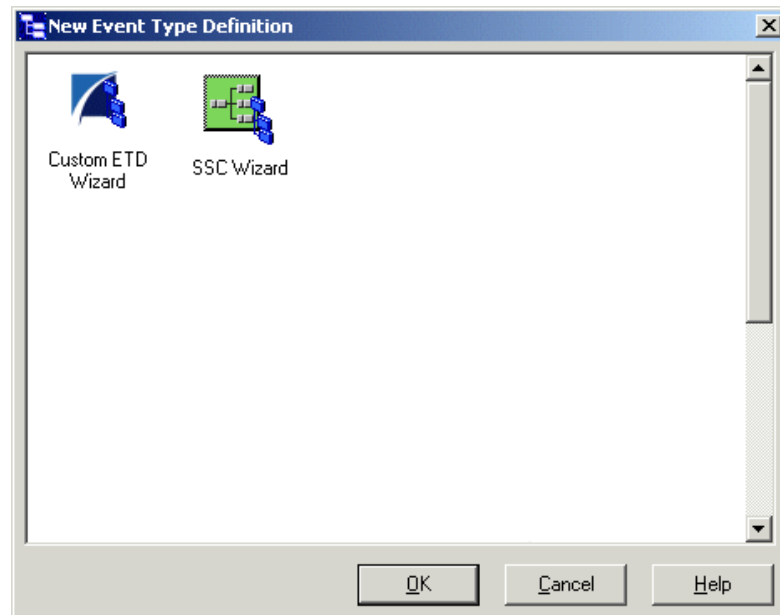 New Event Type Definition
Custom ETD
Wizard
SSC Wizard
OK
Cancel
Help